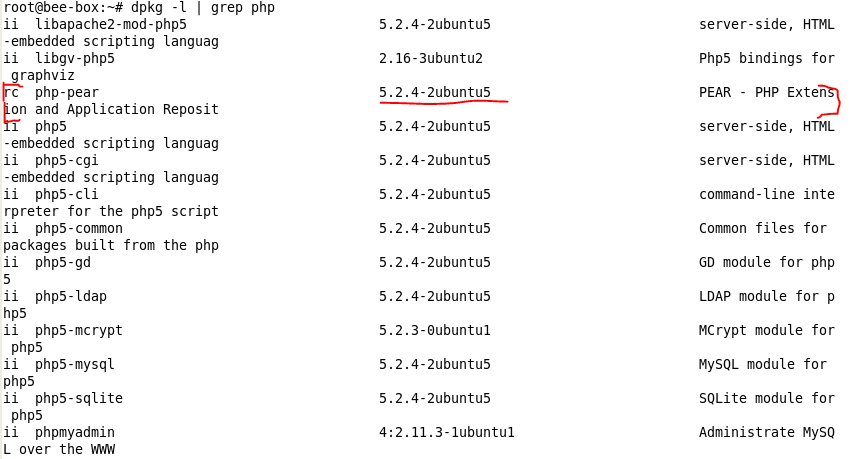 root@bee-box:~# dpkg -l | grep php
ii  libapache2-mod-php5                        5.2.4-2ubuntu5                          server-side, HTML
-embedded scripting languag
ii  libgv-php5                                 2.16-3ubuntu2                           Php5 bindings for
 graphviz
rc  php-pear                                   5.2.4-2ubuntu5                          PEAR - PHP Extens
ion and Application Reposit
ii  php5                                       5.2.4-2ubuntu5                          server-side, HTML
-embedded scripting languag
ii  php5-cgi                                   5.2.4-2ubuntu5                          server-side, HTML
-embedded scripting languag
ii  php5-cli                                   5.2.4-2ubuntu5                          command-line inte
rpreter for the php5 script
ii  php5-common                                5.2.4-2ubuntu5                          Common files for
packages built from the php
ii  php5-gd                                    5.2.4-2ubuntu5                          GD module for php
5
ii  php5-ldap                                  5.2.4-2ubuntu5                          LDAP module for p
hp5
ii  php5-mcrypt                                5.2.3-0ubuntu1                          MCrypt module for
 php5
ii  php5-mysql                                 5.2.4-2ubuntu5                          MySQL module for
php5
ii  php5-sqlite                                5.2.4-2ubuntu5                          SQLite module for
 php5
ii  phpmyadmin                                 4:2.11.3-1ubuntu1                       Administrate MySQ
L over the WWW